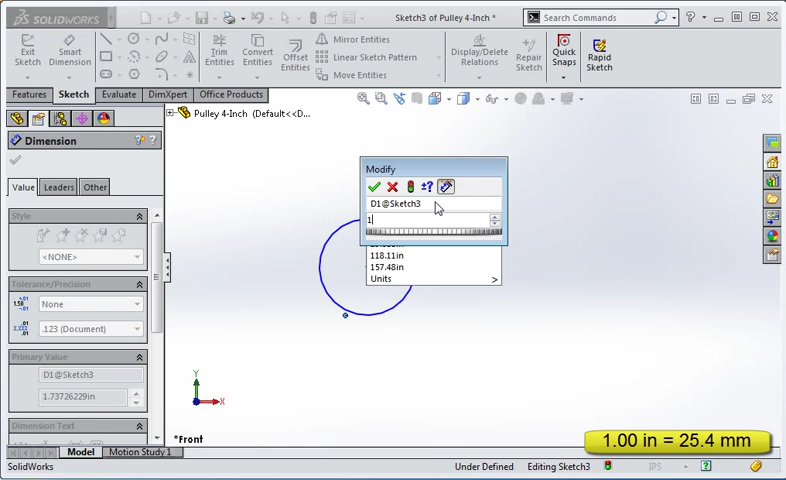 SOLIDWORKS
Sketch3 of Pulley 4-Inch *
Search Commands
Exit Sketch
Smart Dimension
Trim Entities
Convert Entities
Offset Entities
Mirror Entities
Linear Sketch Pattern
Move Entities
Display/Delete Relations
Repair Sketch
Quick Snaps
Rapid Sketch
Features
Sketch
Evaluate
DimXpert
Office Products
Pulley 4-Inch (Default<<D...
Dimension
Value
Leaders
Other
Style
<NONE>
Tolerance/Precision
None
.123 (Document)
Primary Value
D1@Sketch3
1.73726229in
Dimension Text
Modify
D1@Sketch3
1
118.11in
157.48in
Units
Y
X
*Front
1.00 in = 25.4 mm
Model
Motion Study 1
SolidWorks
Under Defined
Editing Sketch3
IPS